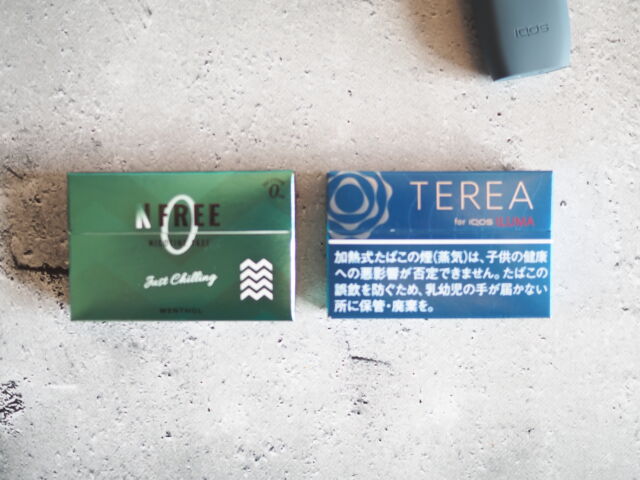 iqos
FREE
0
Just Chilling
MENTHOL
TEREA
for IQOS ILUMA
加熱式たばこの煙(蒸気)は、子供の健康
への悪影響が否定できません。たばこの
誤飲を防ぐため、乳幼児の手が届かない
所に保管・廃棄を。